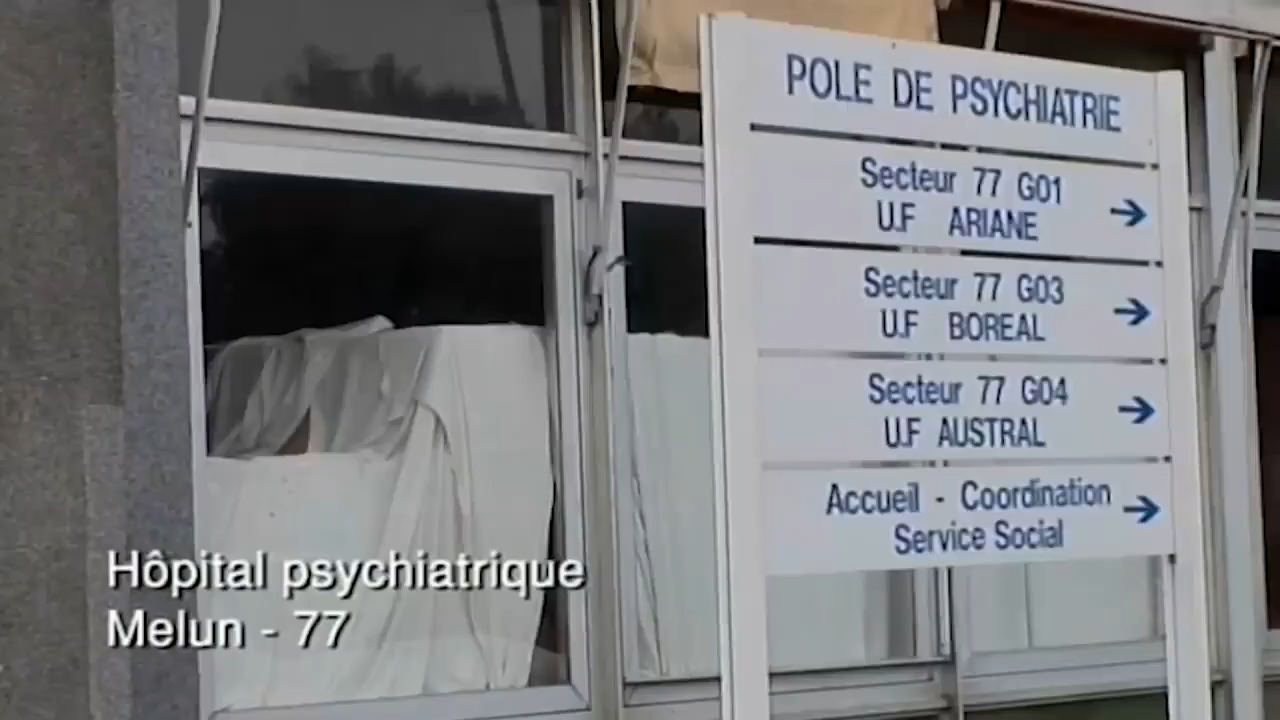 POLE DE PSYCHIATRIE
Secteur 77 G01
U.F ARIANE
Secteur 77 G03
U.F BOREAL
Secteur 77 G04
U.F AUSTRAL
Accueil - Coordination
Service Social
Hôpital psychiatrique
Melun - 77